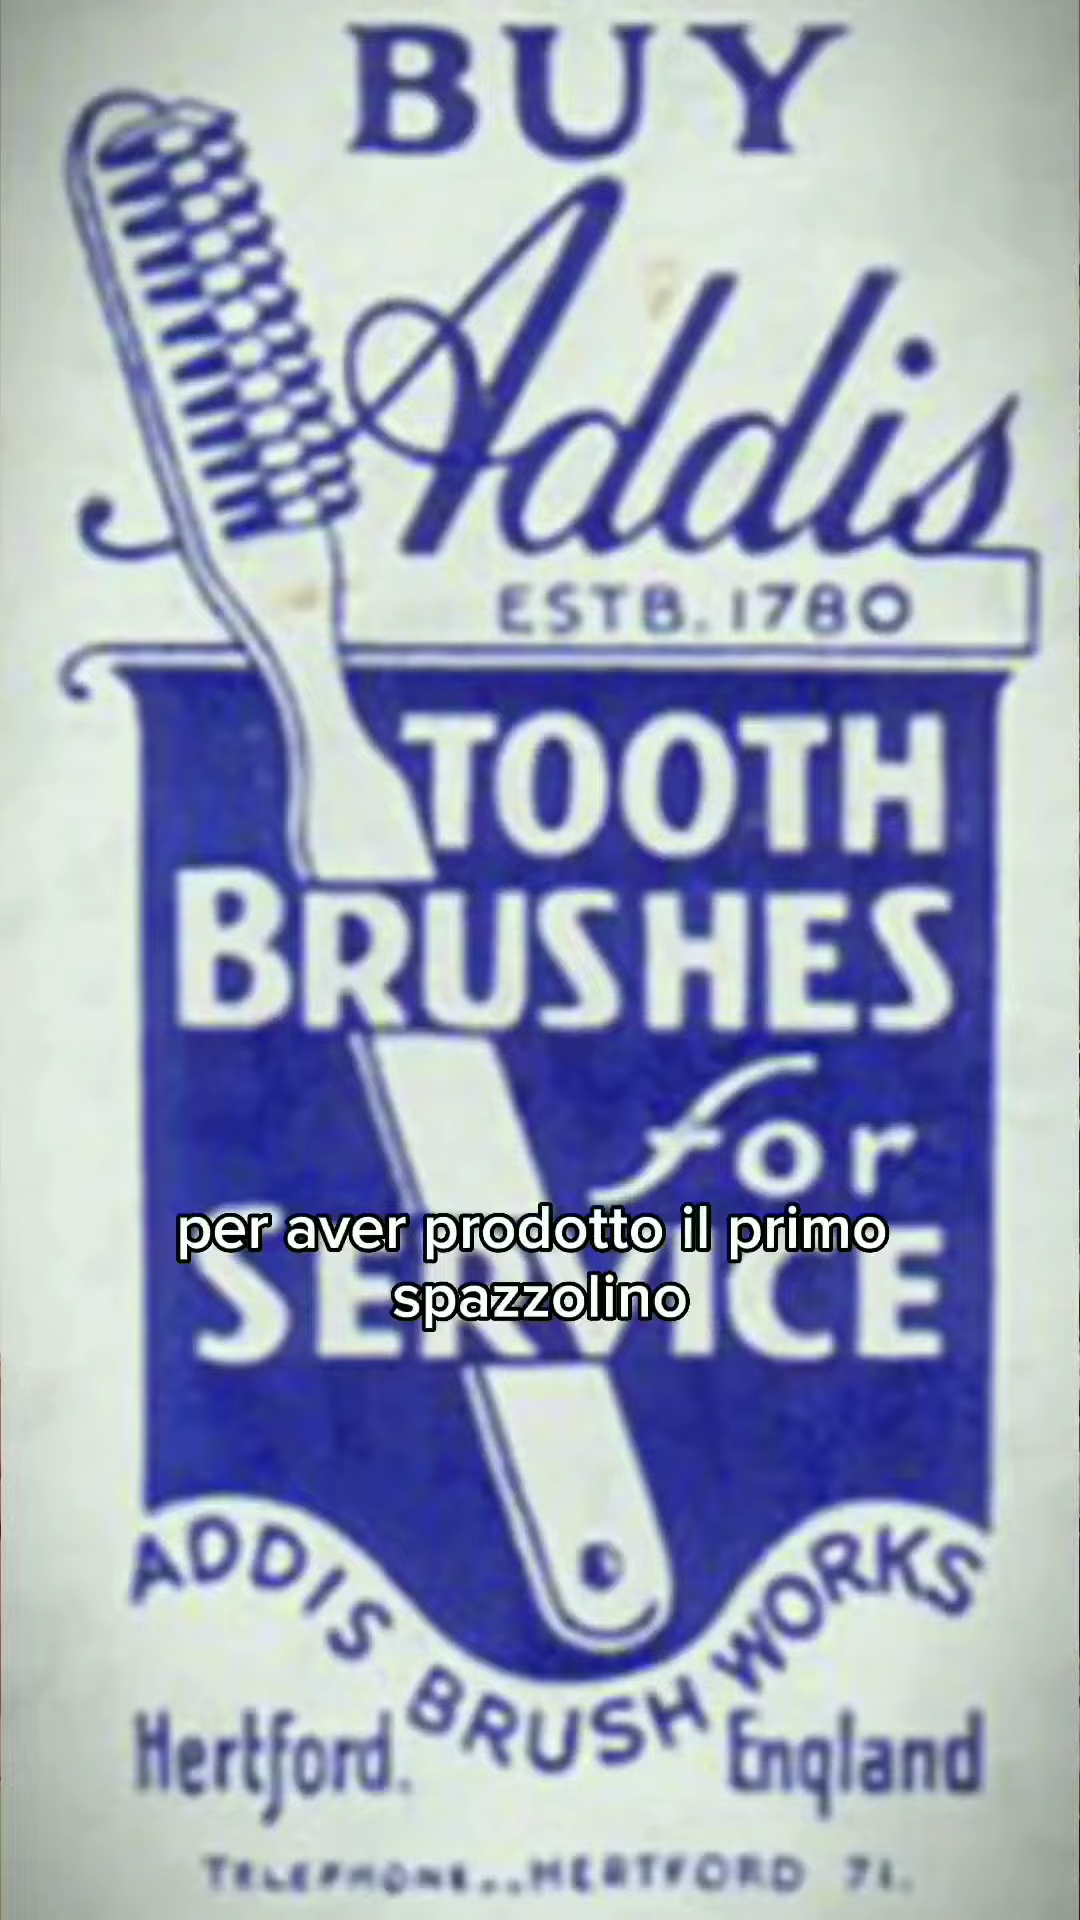 BUY
Addis
ESTB. 1780
TOOTH
BRUSHES
for
SERVICE
per aver prodotto il primo
spazzolino
ADDIS BRUSH WORKS
Hertford. England
TELEPHONE...HERTFORD 71.